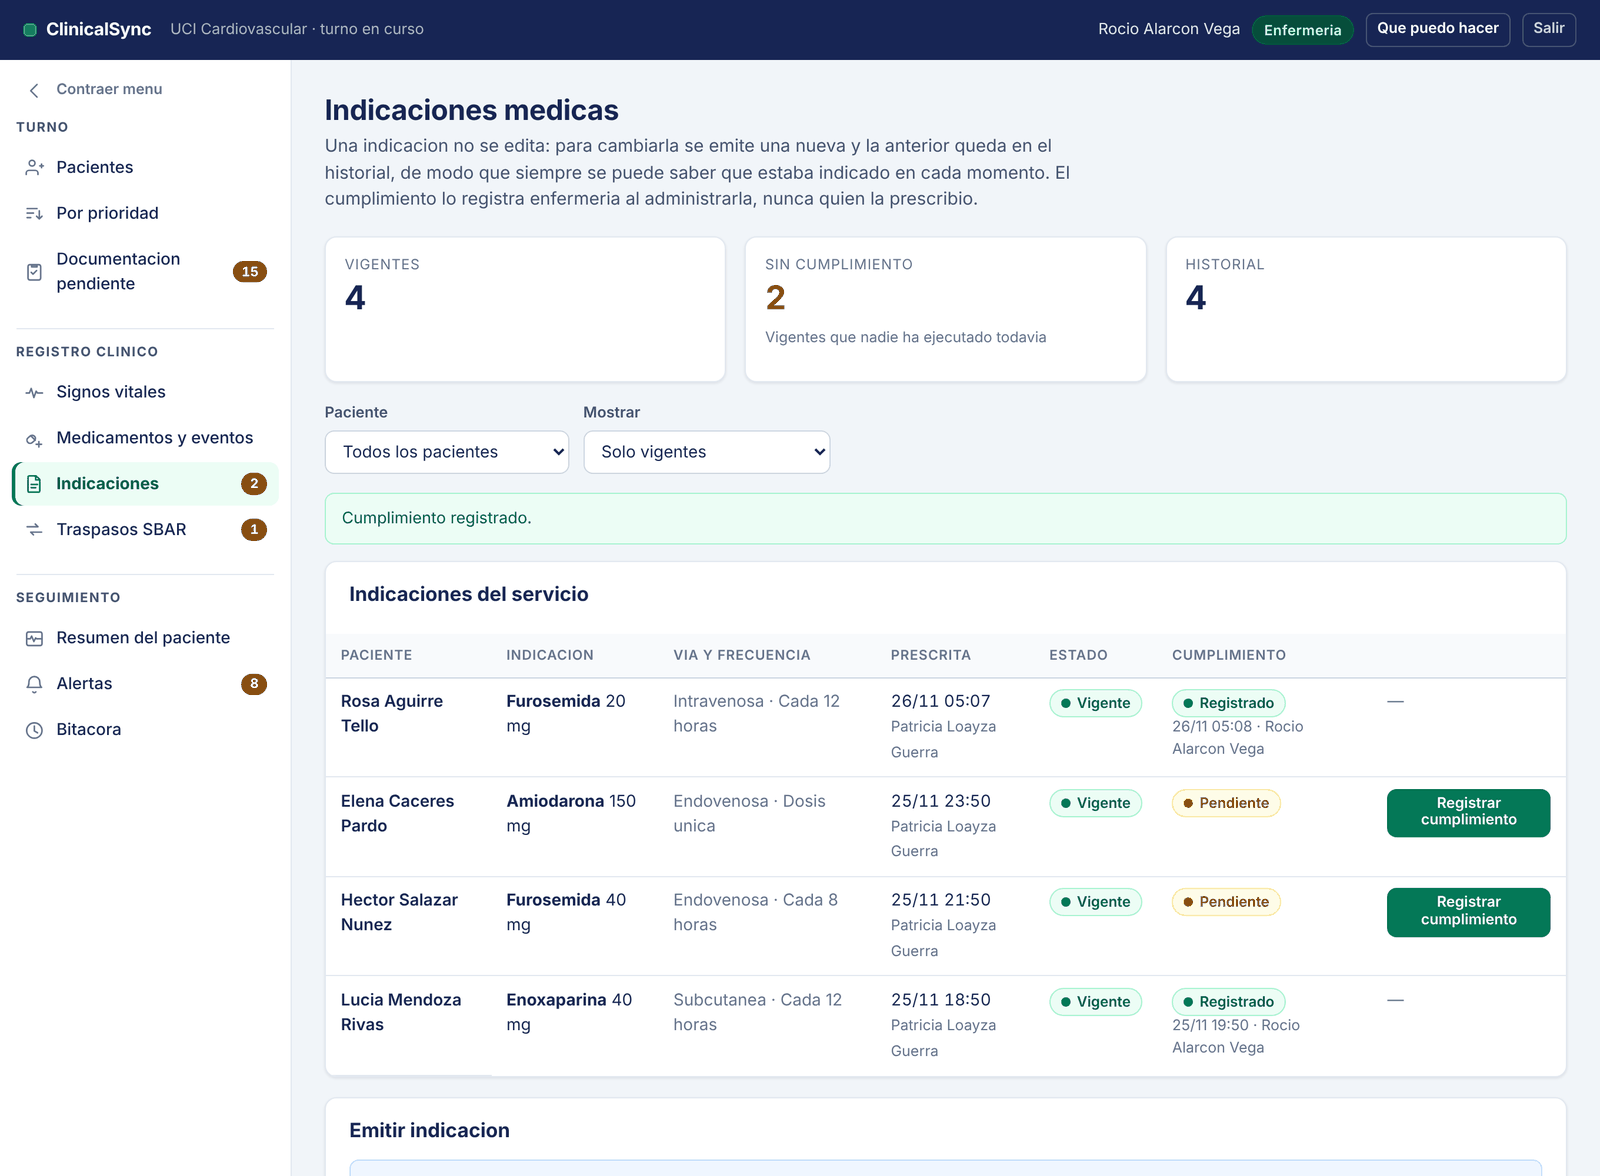 ClinicalSync UCI Cardiovascular · turno en curso Rocio Alarcon Vega Enfermeria Que puedo hacer Salir
Contraer menu
TURNO
Pacientes
Por prioridad
Documentacion
pendiente 15
REGISTRO CLINICO
Signos vitales
Medicamentos y eventos
Indicaciones 2
Traspasos SBAR 1
SEGUIMIENTO
Resumen del paciente
Alertas 8
Bitacora
Indicaciones medicas
Una indicacion no se edita: para cambiarla se emite una nueva y la anterior queda en el
historial, de modo que siempre se puede saber que estaba indicado en cada momento. El
cumplimiento lo registra enfermeria al administrarla, nunca quien la prescribio.
VIGENTES
4
SIN CUMPLIMIENTO
2
Vigentes que nadie ha ejecutado todavia
HISTORIAL
4
Paciente Mostrar
Todos los pacientes Solo vigentes
Cumplimiento registrado.
Indicaciones del servicio
PACIENTE INDICACION VIA Y FRECUENCIA PRESCRITA ESTADO CUMPLIMIENTO
Rosa Aguirre Furosemida 20 Intravenosa · Cada 12 26/11 05:07 Vigente Registrado —
Tello mg horas Patricia Loayza 26/11 05:08 · Rocio
Guerra Alarcon Vega
Elena Caceres Amiodarona 150 Endovenosa · Dosis 25/11 23:50 Vigente Pendiente Registrar
Pardo mg unica Patricia Loayza cumplimiento
Guerra
Hector Salazar Furosemida 40 Endovenosa · Cada 8 25/11 21:50 Vigente Pendiente Registrar
Nunez mg horas Patricia Loayza cumplimiento
Guerra
Lucia Mendoza Enoxaparina 40 Subcutanea · Cada 12 25/11 18:50 Vigente Registrado —
Rivas mg horas Patricia Loayza 25/11 19:50 · Rocio
Guerra Alarcon Vega
Emitir indicacion